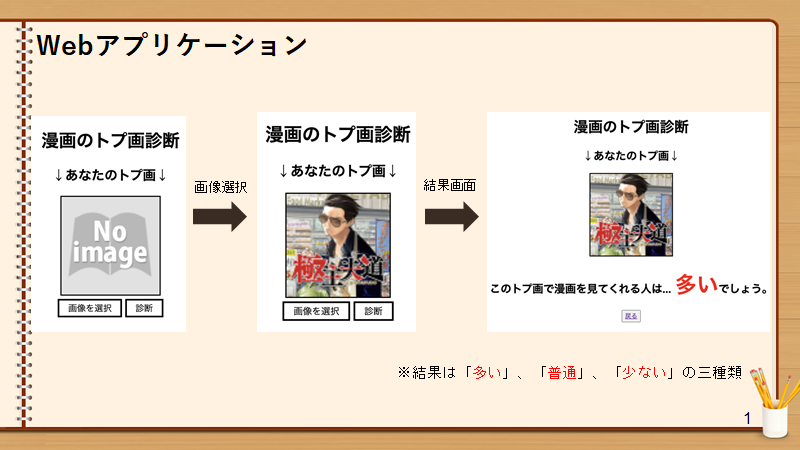 Webアプリケーション
漫画のトプ画診断
↓あなたのトプ画↓
No
image
画像を選択
診断
画像選択
漫画のトプ画診断
↓あなたのトプ画↓
極主夫道
画像を選択
診断
結果画面
漫画のトプ画診断
↓あなたのトプ画↓
極主夫道
このトプ画で漫画を見てくれる人は... 多いでしょう。
戻る
※結果は「多い」、「普通」、「少ない」の三種類
1